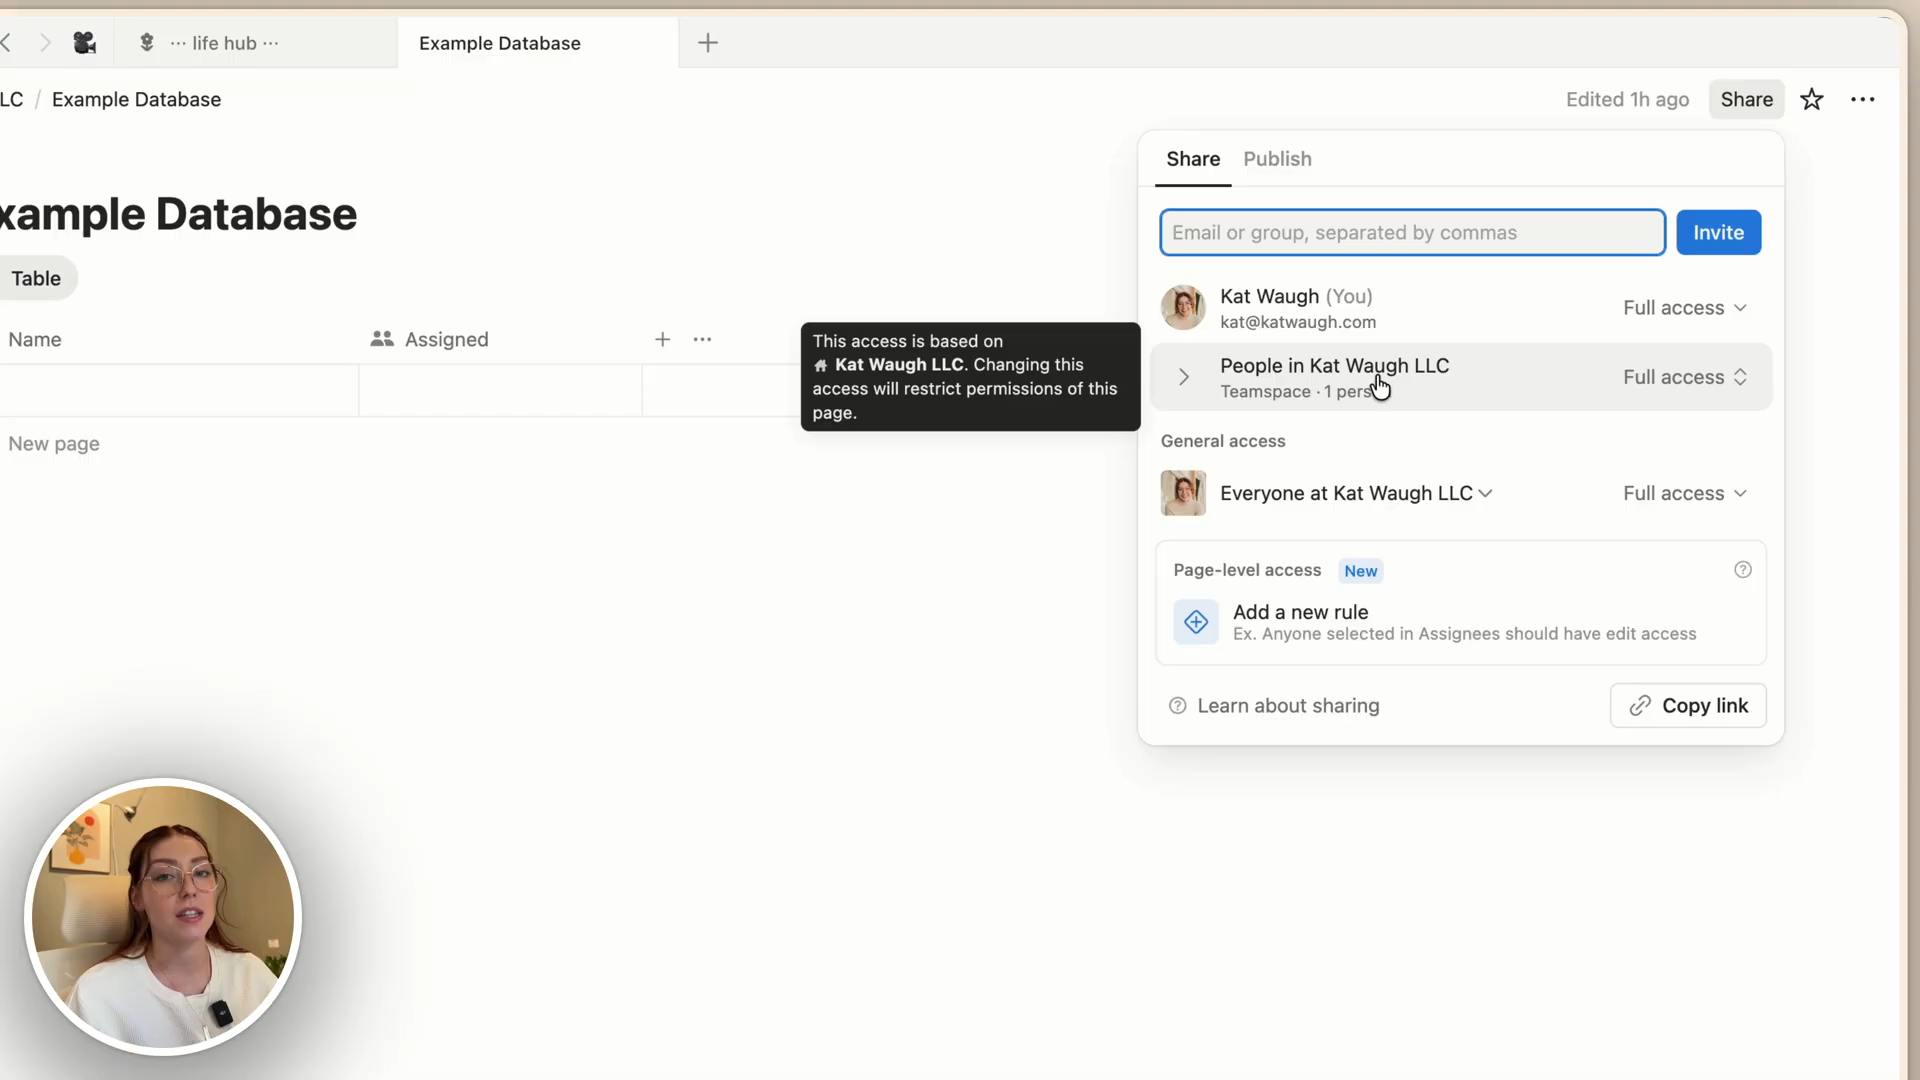 ··· life hub ···
Example Database
LC / Example Database
Edited 1h ago
Share
xample Database
Table
Name
Assigned
New page
This access is based on
Kat Waugh LLC. Changing this
access will restrict permissions of this
page.
Share
Publish
Email or group, separated by commas
Invite
Kat Waugh (You)
kat@katwaugh.com
Full access
People in Kat Waugh LLC
Teamspace · 1 pers
Full access
General access
Everyone at Kat Waugh LLC
Full access
Page-level access
New
Add a new rule
Ex. Anyone selected in Assignees should have edit access
Learn about sharing
Copy link